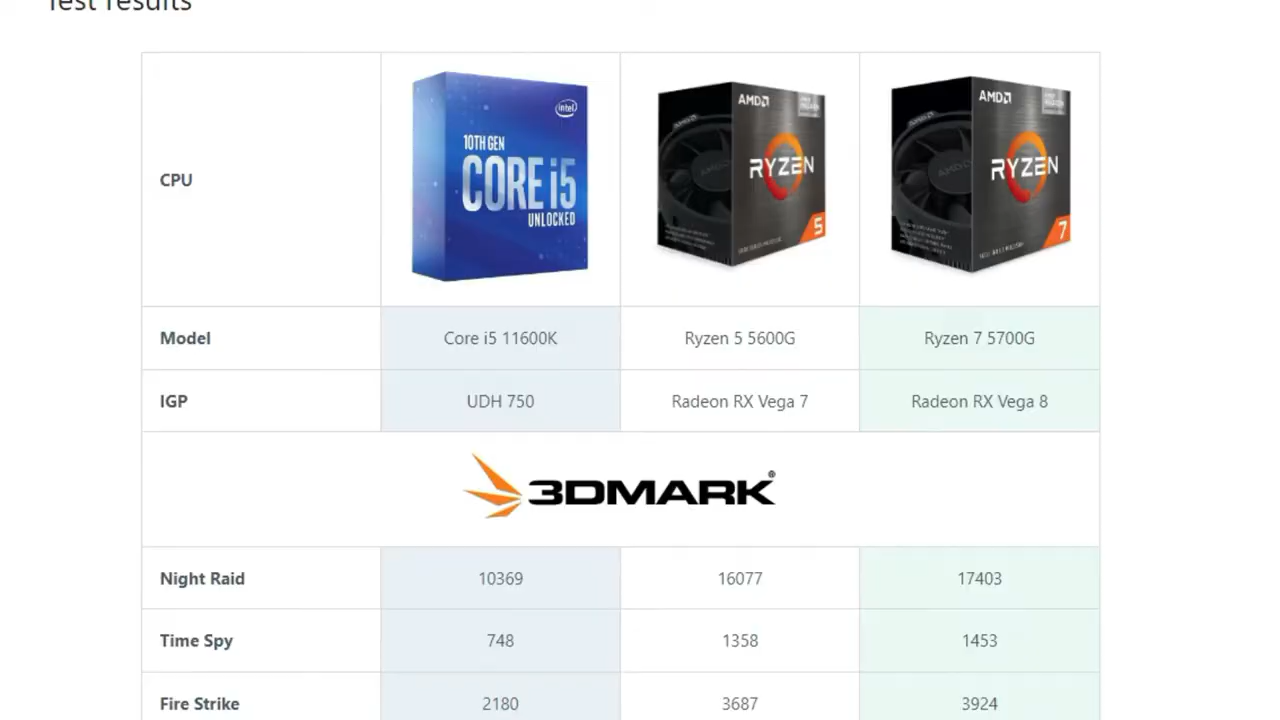 Test results
CPU
intel
10TH GEN
CORE i5
UNLOCKED
AMD
RYZEN
5
AMD
RYZEN
7
Model Core i5 11600K Ryzen 5 5600G Ryzen 7 5700G
IGP UDH 750 Radeon RX Vega 7 Radeon RX Vega 8
3DMARK®
Night Raid 10369 16077 17403
Time Spy 748 1358 1453
Fire Strike 2180 3687 3924